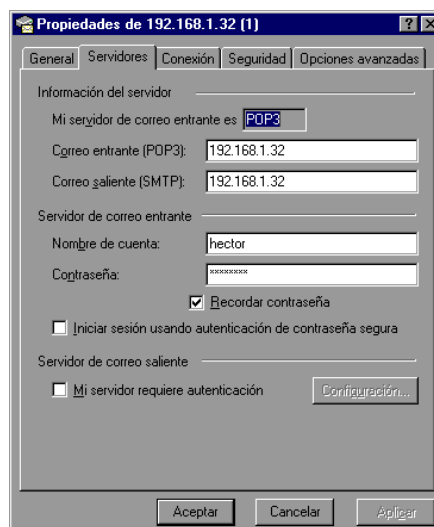 Propiedades de 192.168.1.32 (1)
General Servidores Conexión Seguridad Opciones avanzadas
Información del servidor
Mi servidor de correo entrante es POP3
Correo entrante (POP3): 192.168.1.32
Correo saliente (SMTP): 192.168.1.32
Servidor de correo entrante
Nombre de cuenta: hector
Contraseña: ********
Recordar contraseña
Iniciar sesión usando autenticación de contraseña segura
Servidor de correo saliente
Mi servidor requiere autenticación Configuración...
Aceptar Cancelar Aplicar